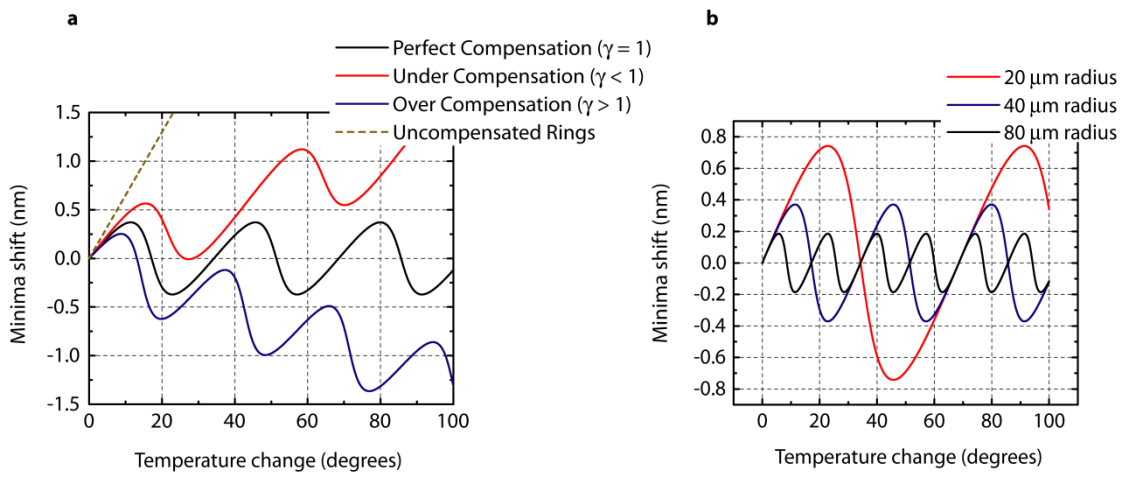 a
Perfect Compensation (γ = 1)
Under Compensation (γ < 1)
Over Compensation (γ > 1)
Uncompensated Rings
1.5
1.0
0.5
0.0
-0.5
-1.0
-1.5
Minima shift (nm)
0 20 40 60 80 100
Temperature change (degrees)
b
20 μm radius
40 μm radius
80 μm radius
0.8
0.6
0.4
0.2
0.0
-0.2
-0.4
-0.6
-0.8
Minima shift (nm)
0 20 40 60 80 100
Temperature change (degrees)